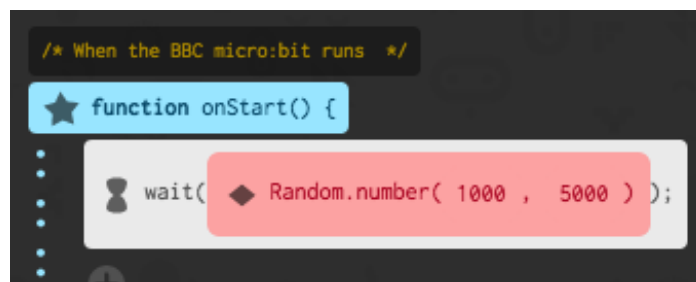 /* When the BBC micro:bit runs */
function onStart() {
wait( Random.number( 1000 , 5000 ) );